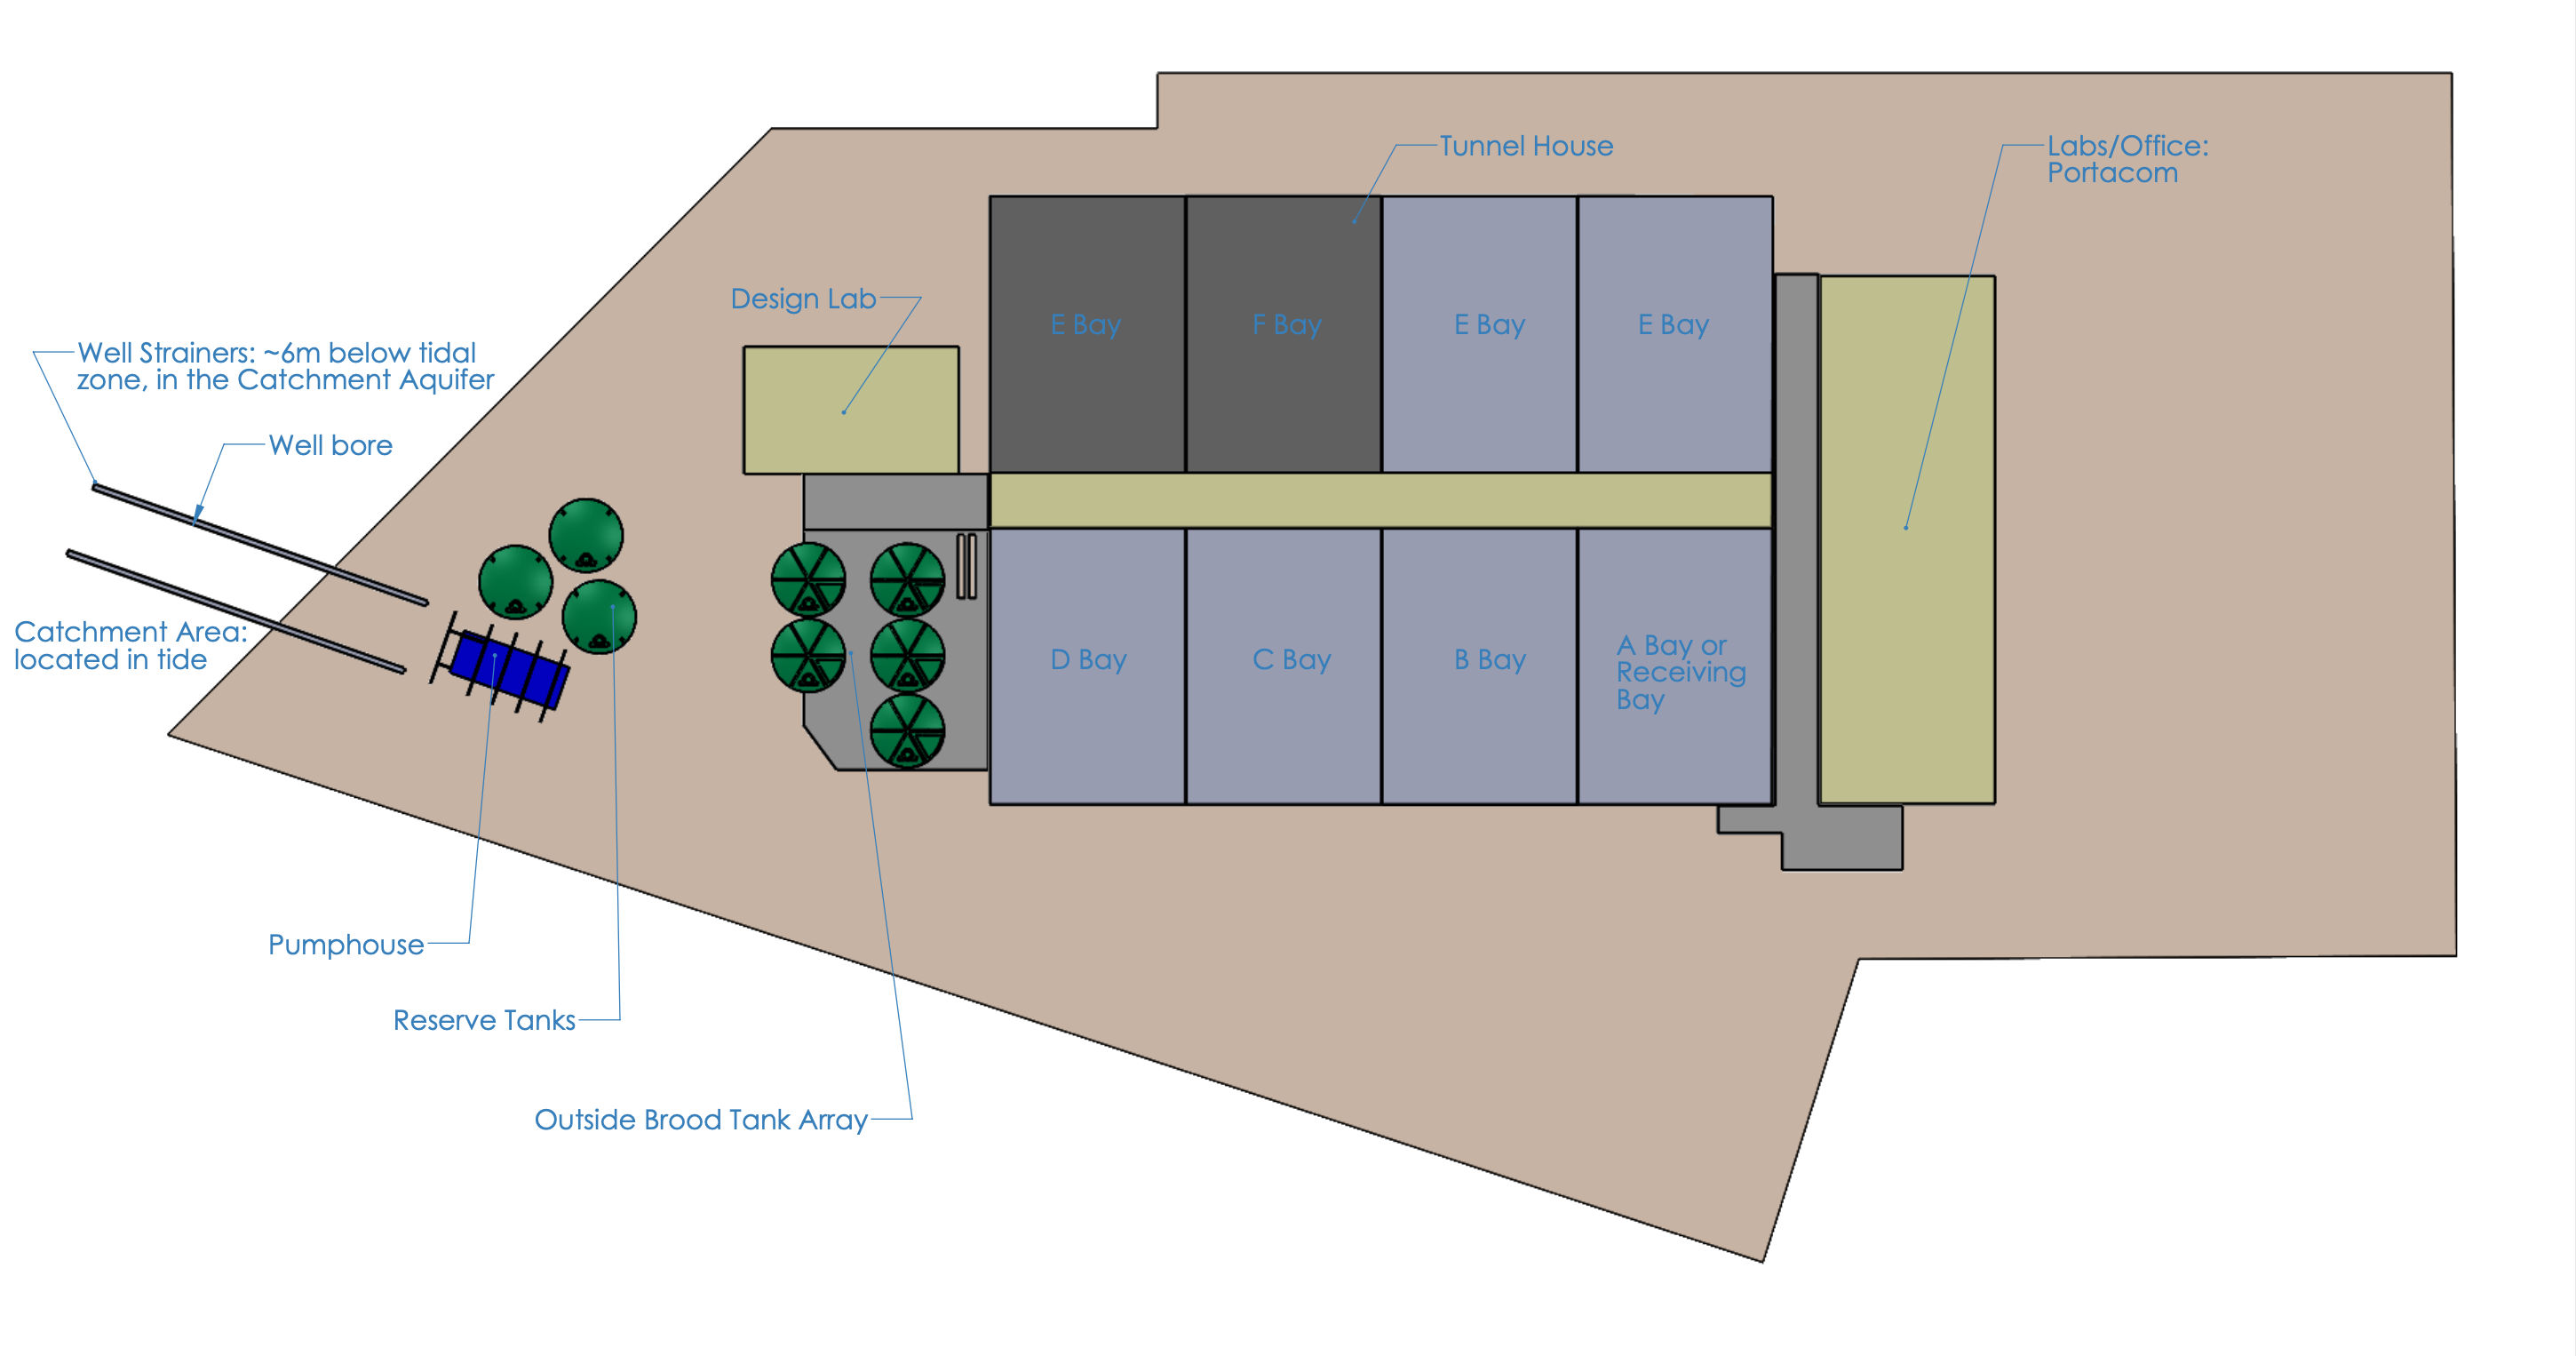 Tunnel House
Labs/Office:
Portacom
Design Lab
E Bay
F Bay
E Bay
E Bay
Well Strainers: ~6m below tidal
zone, in the Catchment Aquifer
Well bore
Catchment Area:
located in tide
D Bay
C Bay
B Bay
A Bay or
Receiving
Bay
Pumphouse
Reserve Tanks
Outside Brood Tank Array